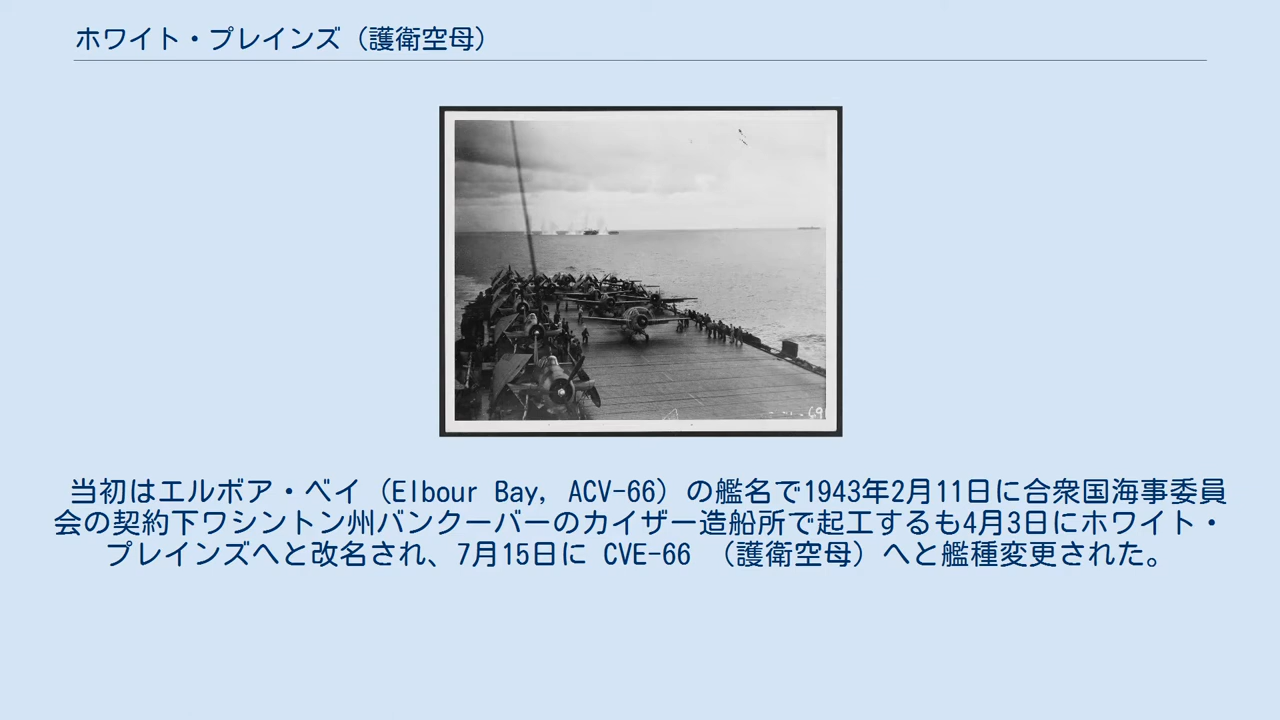 ホワイト・プレインズ（護衛空母）
当初はエルボア・ベイ（Elbour Bay, ACV-66）の艦名で1943年2月11日に合衆国海事委員
会の契約下ワシントン州バンクーバーのカイザー造船所で起工するも4月3日にホワイト・
プレインズへと改名され、7月15日に CVE-66 （護衛空母）へと艦種変更された。